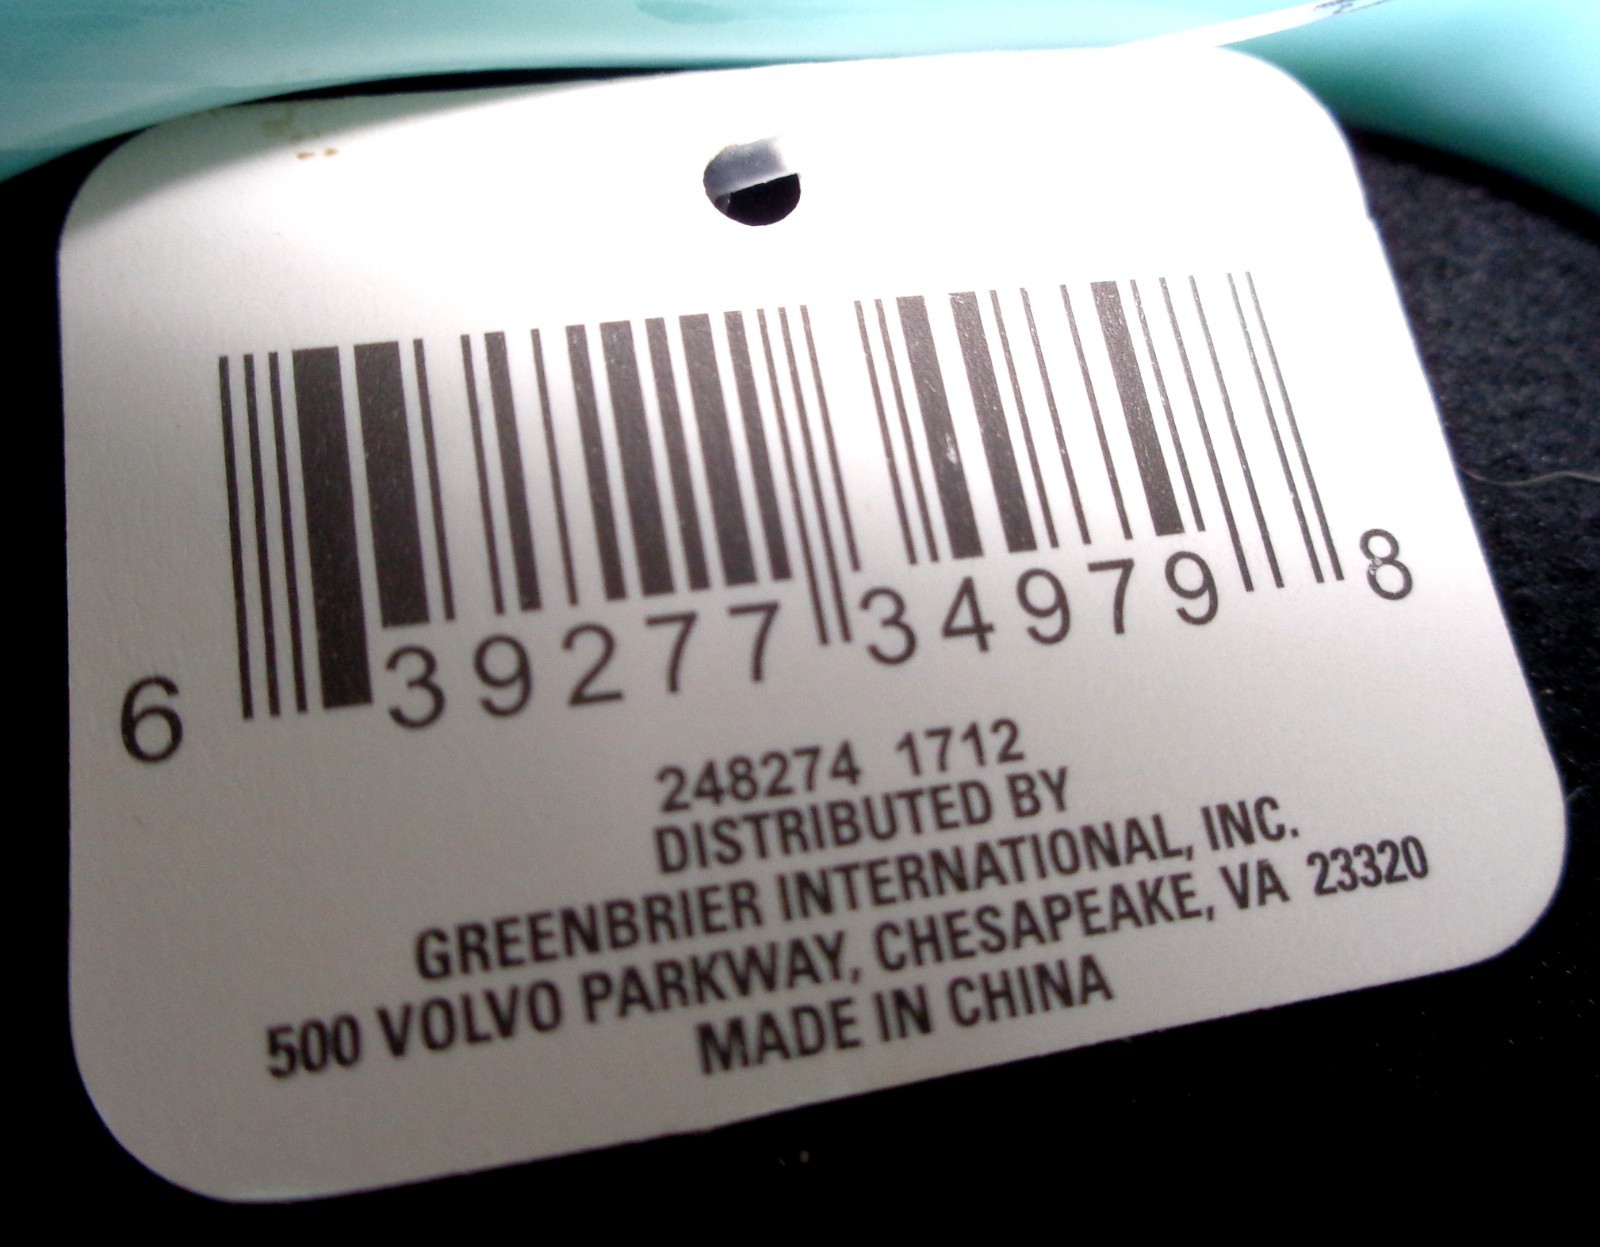 6 39277 34979 8
248274 1712
DISTRIBUTED BY
GREENBRIER INTERNATIONAL, INC.
500 VOLVO PARKWAY, CHESAPEAKE, VA 23320
MADE IN CHINA